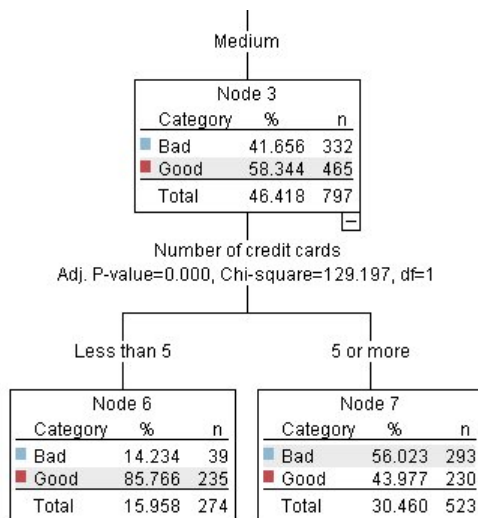 Medium
Node 3
Category % n
Bad 41.656 332
Good 58.344 465
Total 46.418 797
Number of credit cards
Adj. P-value=0.000, Chi-square=129.197, df=1
Less than 5
5 or more
Node 6
Category % n
Bad 14.234 39
Good 85.766 235
Total 15.958 274
Node 7
Category % n
Bad 56.023 293
Good 43.977 230
Total 30.460 523